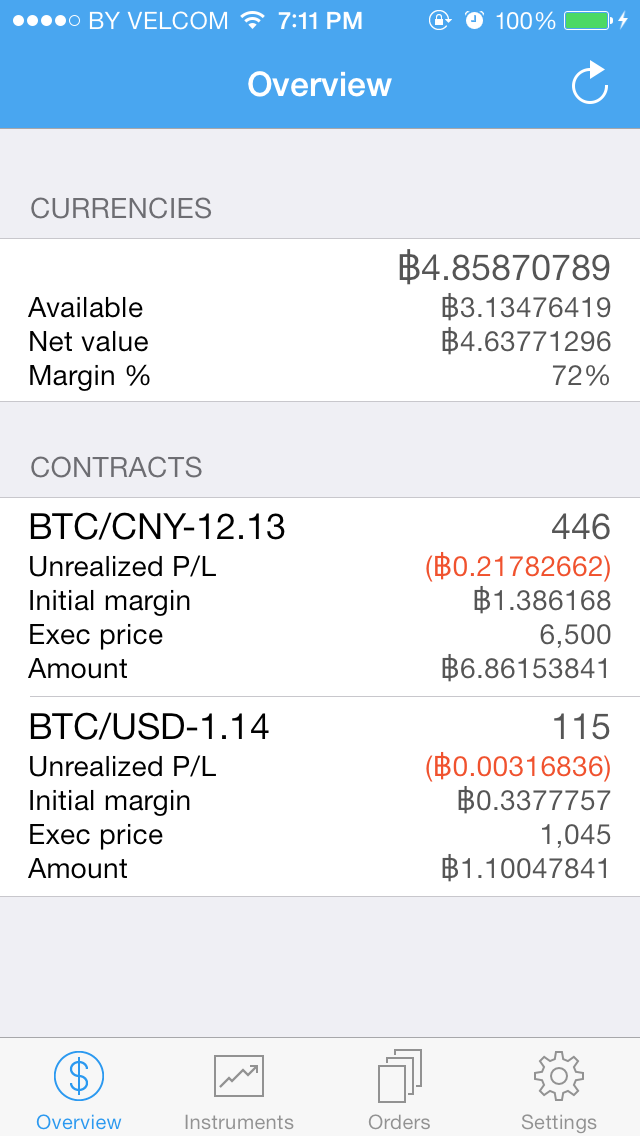 BY VELCOM 7:11 PM 100%
Overview
CURRENCIES
฿4.85870789
Available ฿3.13476419
Net value ฿4.63771296
Margin % 72%
CONTRACTS
BTC/CNY-12.13 446
Unrealized P/L (฿0.21782662)
Initial margin ฿1.386168
Exec price 6,500
Amount ฿6.86153841
BTC/USD-1.14 115
Unrealized P/L (฿0.00316836)
Initial margin ฿0.3377757
Exec price 1,045
Amount ฿1.10047841
$
Overview Instruments Orders Settings